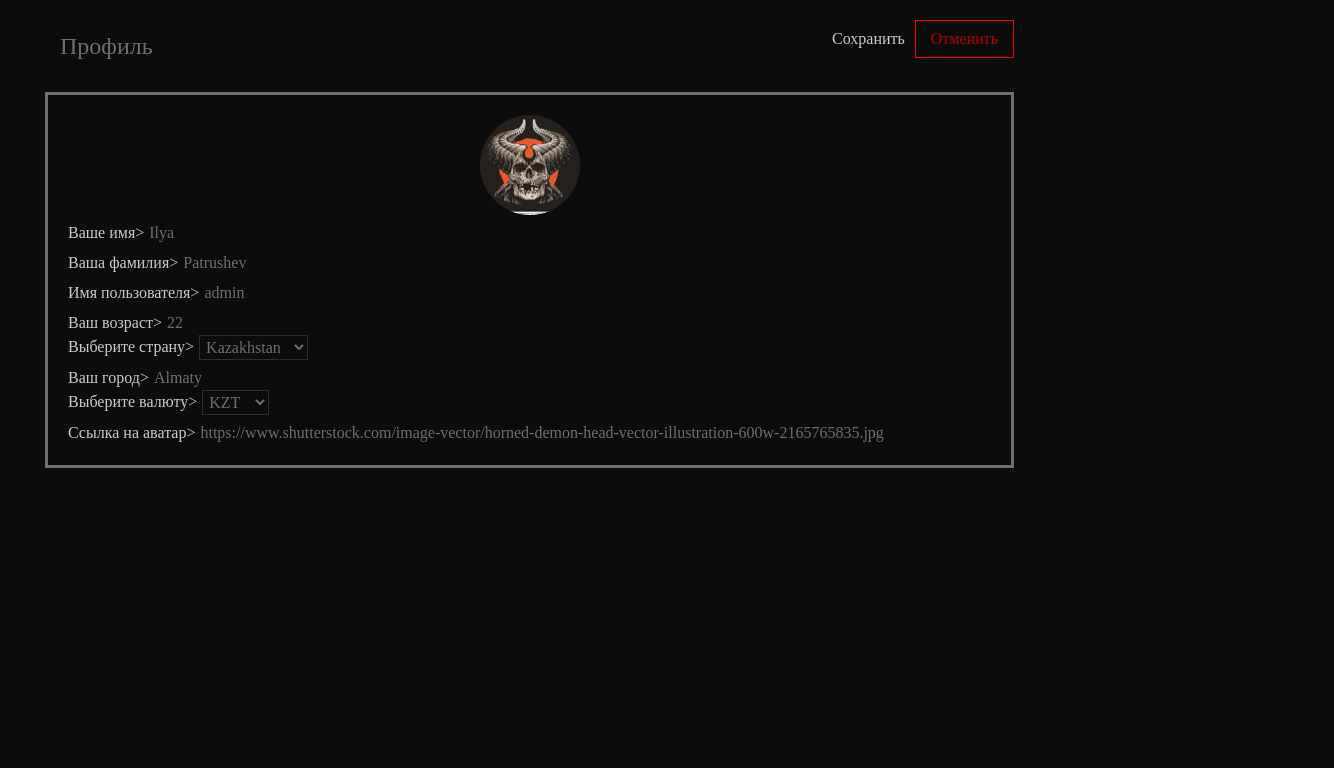 Профиль
Сохранить
Отменить
Ваше имя> Ilya
Ваша фамилия> Patrushev
Имя пользователя> admin
Ваш возраст> 22
Выберите страну> Kazakhstan
Ваш город> Almaty
Выберите валюту> KZT
Ссылка на аватар> https://www.shutterstock.com/image-vector/horned-demon-head-vector-illustration-600w-2165765835.jpg